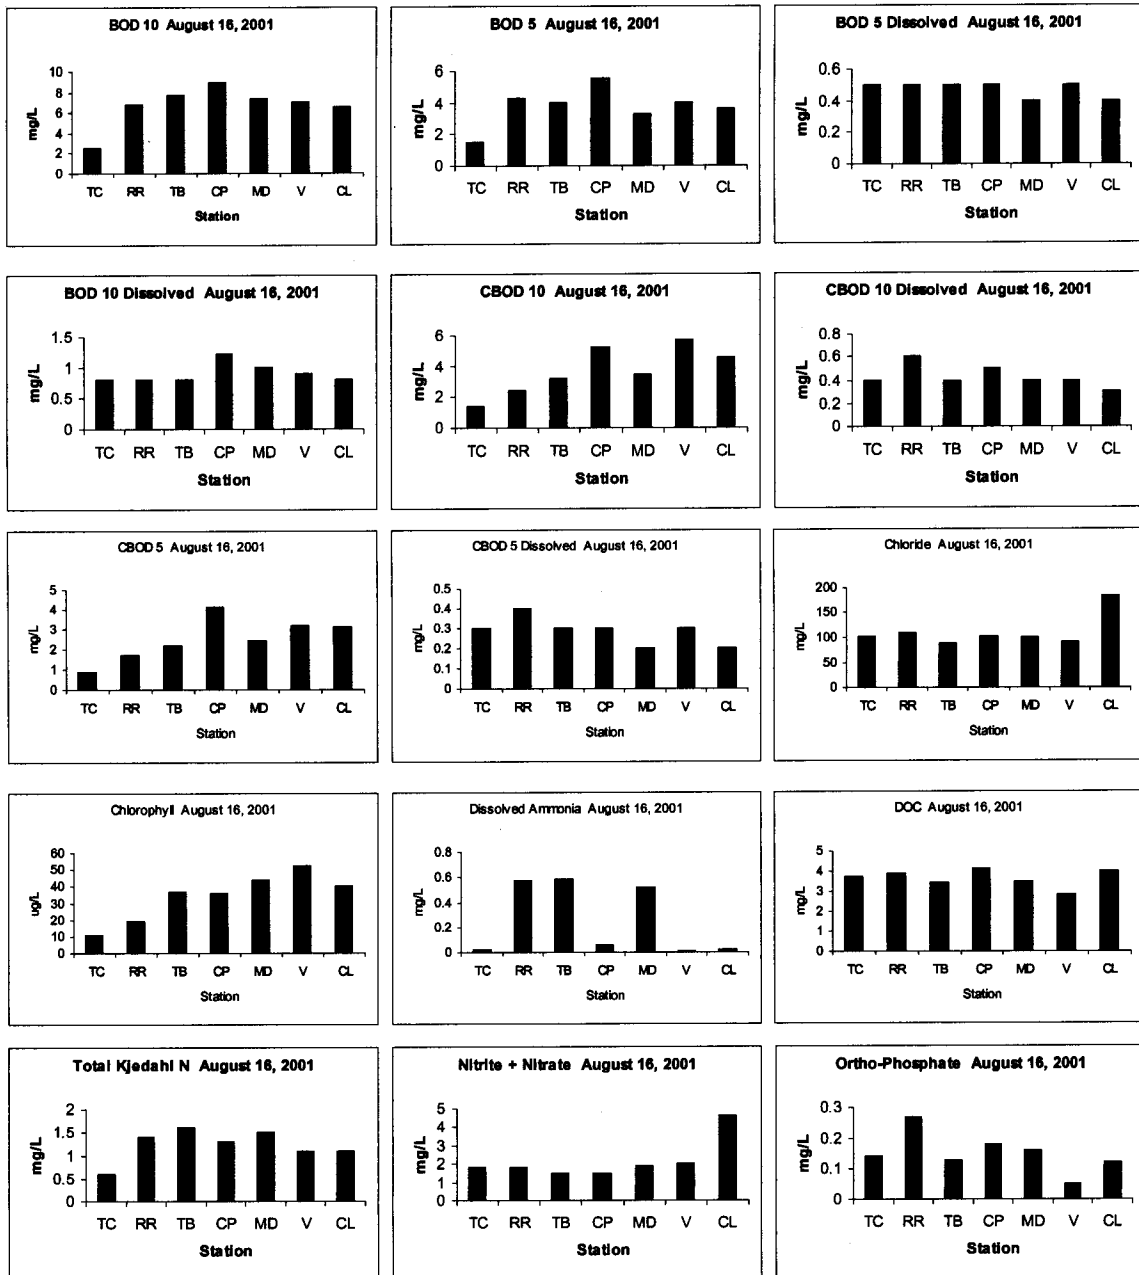 BOD 10 August 16, 2001
10
8
6
4
2
0
mg/L
TC RR TB CP MD V CL
Station
BOD 5 August 16, 2001
6
4
2
0
mg/L
TC RR TB CP MD V CL
Station
BOD 5 Dissolved August 16, 2001
0.6
0.4
0.2
0
mg/L
TC RR TB CP MD V CL
Station
BOD 10 Dissolved August 16, 2001
1.5
1
0.5
0
mg/L
TC RR TB CP MD V CL
Station
CBOD 10 August 16, 2001
6
4
2
0
mg/L
TC RR TB CP MD V CL
Station
CBOD 10 Dissolved August 16, 2001
0.8
0.6
0.4
0.2
0
mg/L
TC RR TB CP MD V CL
Station
CBOD 5 August 16, 2001
5
4
3
2
1
0
mg/L
TC RR TB CP MD V CL
Station
CBOD 5 Dissolved August 16, 2001
0.5
0.4
0.3
0.2
0.1
0
mg/L
TC RR TB CP MD V CL
Station
Chloride August 16, 2001
200
150
100
50
0
mg/L
TC RR TB CP MD V CL
Station
Chlorophyll August 16, 2001
60
50
40
30
20
10
0
ug/L
TC RR TB CP MD V CL
Station
Dissolved Ammonia August 16, 2001
0.8
0.6
0.4
0.2
0
mg/L
TC RR TB CP MD V CL
Station
DOC August 16, 2001
5
4
3
2
1
0
mg/L
TC RR TB CP MD V CL
Station
Total Kjedahl N August 16, 2001
2
1.5
1
0.5
0
mg/L
TC RR TB CP MD V CL
Station
Nitrite + Nitrate August 16, 2001
5
4
3
2
1
0
mg/L
TC RR TB CP MD V CL
Station
Ortho-Phosphate August 16, 2001
0.3
0.2
0.1
0
mg/L
TC RR TB CP MD V CL
Station